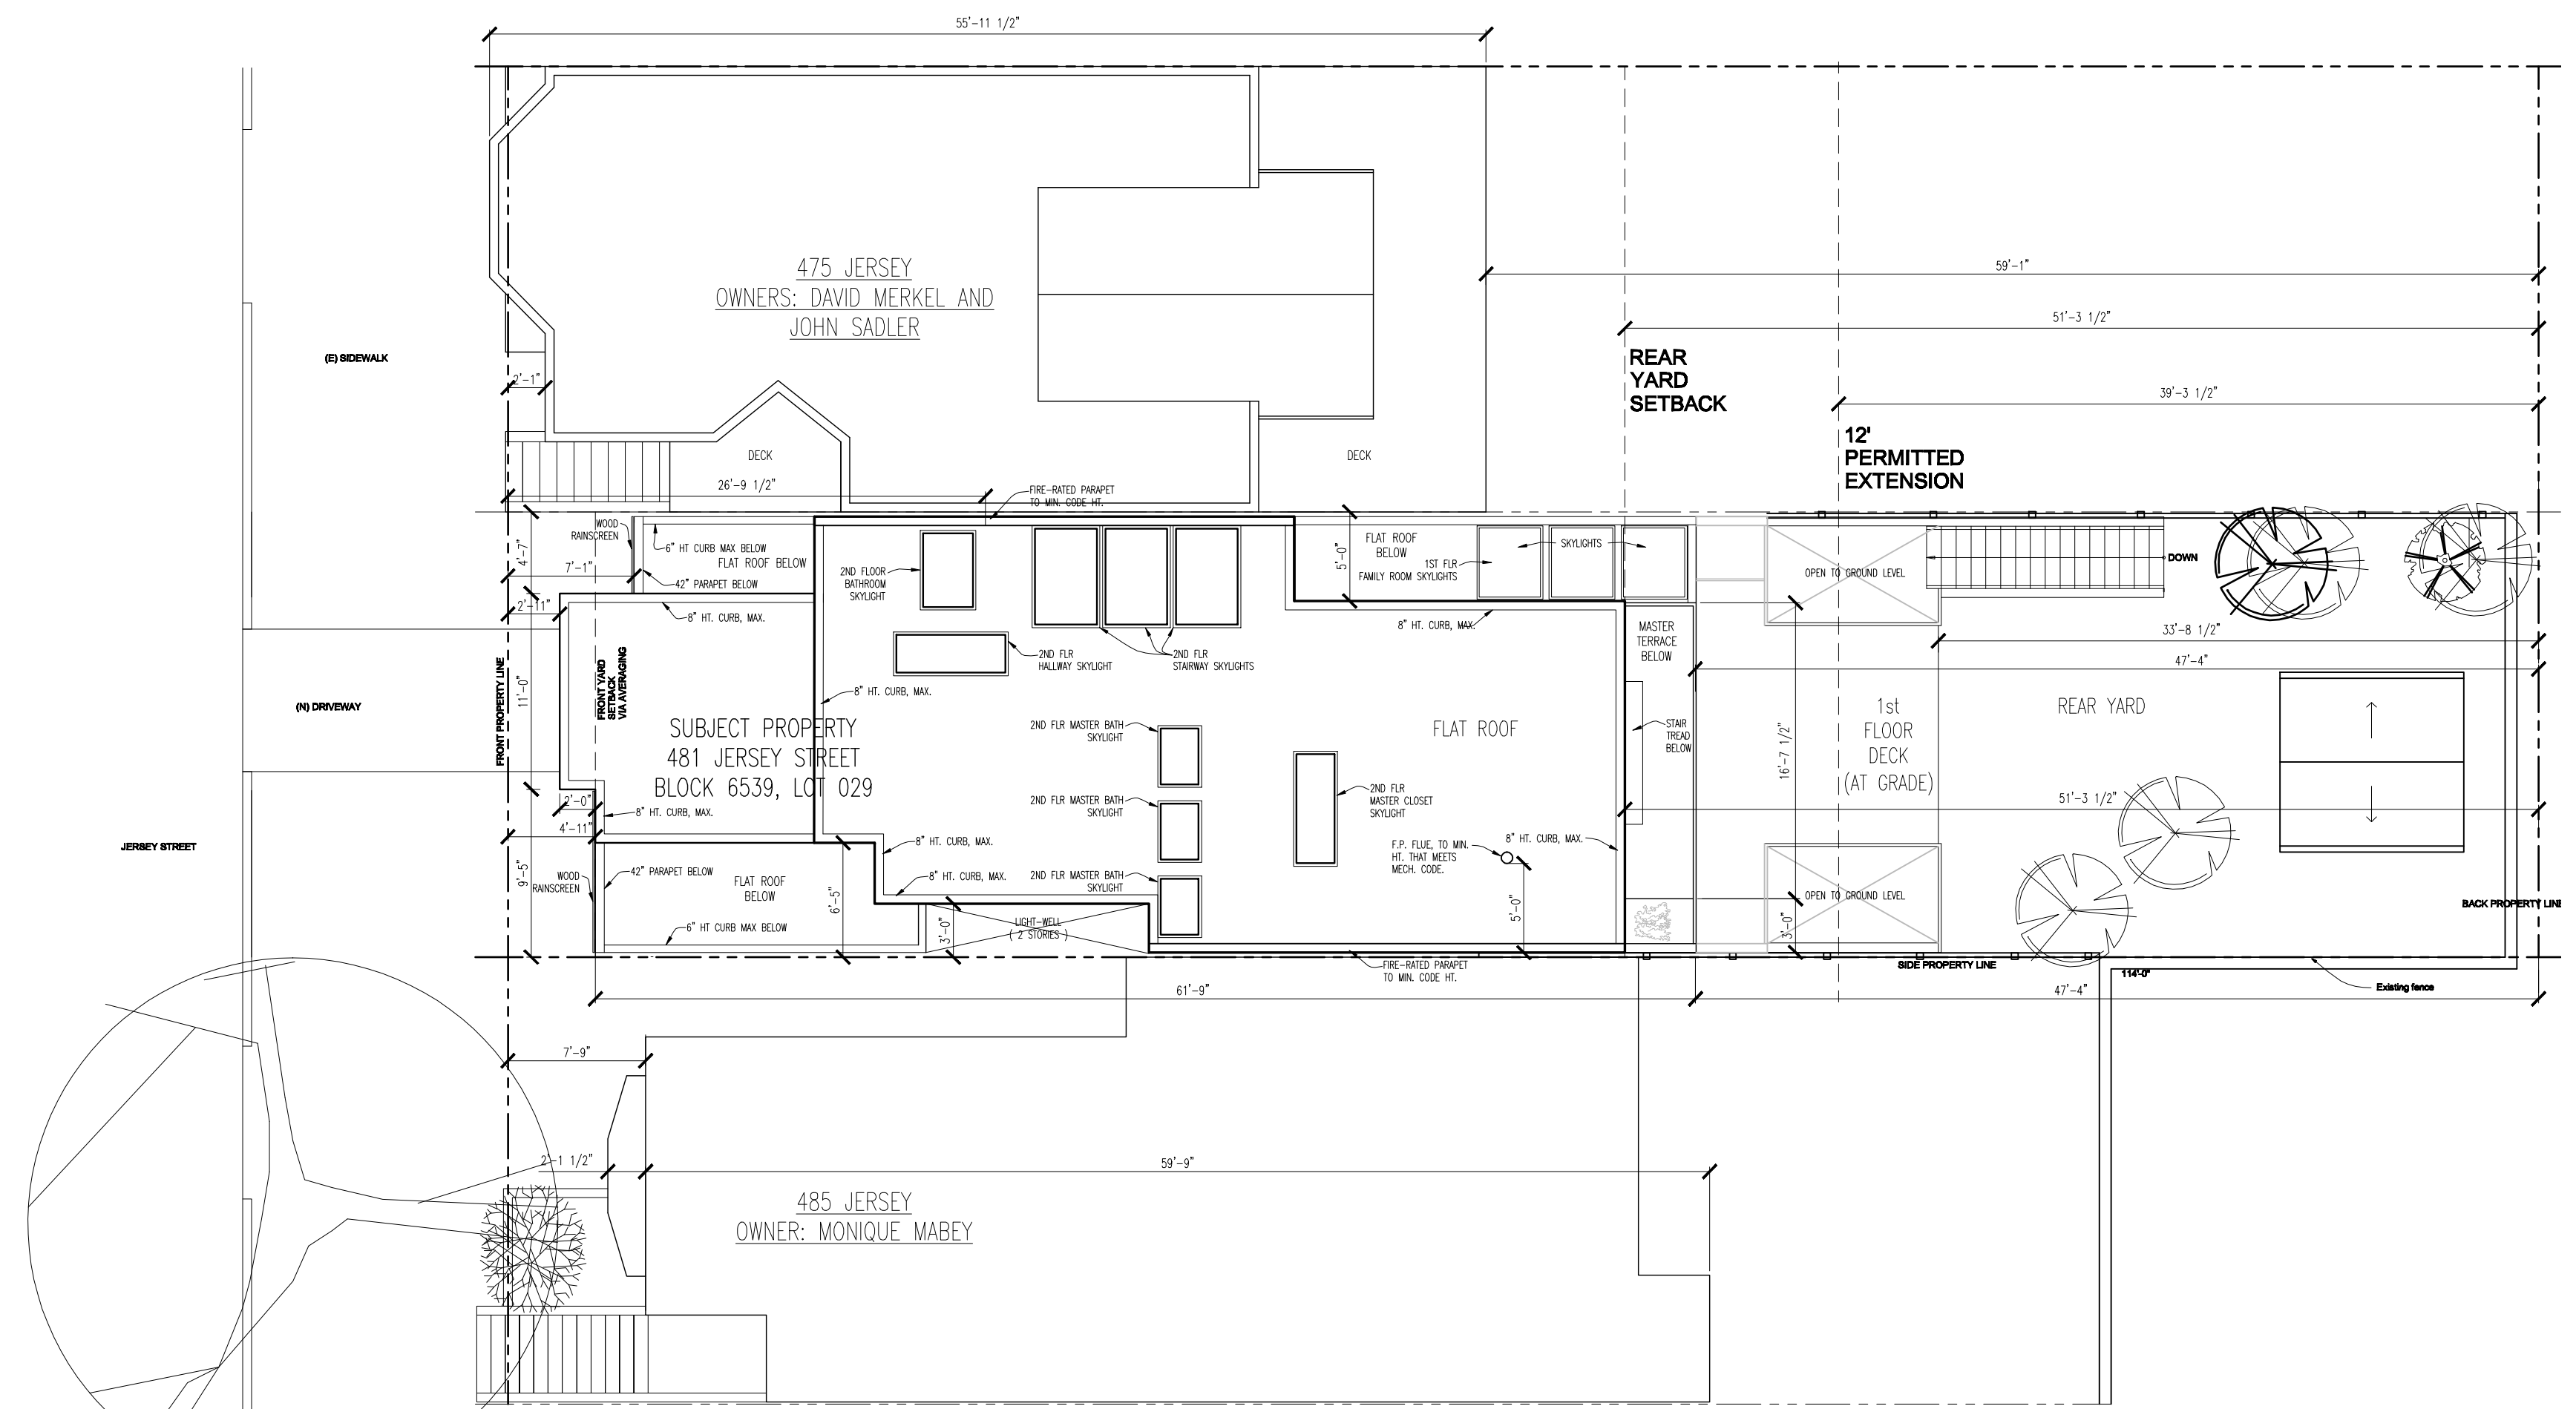 55'-11 1/2"
475 JERSEY
OWNERS: DAVID MERKEL AND
JOHN SADLER
59'-1"
51'-3 1/2"
REAR
YARD
SETBACK
39'-3 1/2"
12'
PERMITTED
EXTENSION
(E) SIDEWALK
2'-1"
DECK
DECK
26'-9 1/2"
FIRE-RATED PARAPET
TO MIN. CODE HT.
WOOD
RAINSCREEN
4'-7"
7'-1"
2'-11"
6" HT CURB MAX BELOW
FLAT ROOF BELOW
42" PARAPET BELOW
8" HT. CURB, MAX.
2ND FLOOR
BATHROOM
SKYLIGHT
2ND FLR
HALLWAY SKYLIGHT
2ND FLR
STAIRWAY SKYLIGHTS
5'-0"
FLAT ROOF
BELOW
1ST FLR
FAMILY ROOM SKYLIGHTS
SKYLIGHTS
8" HT. CURB, MAX.
MASTER
TERRACE
BELOW
OPEN TO GROUND LEVEL
DOWN
33'-8 1/2"
47'-4"
(N) DRIVEWAY
FRONT PROPERTY LINE
11'-0"
FRONT YARD
SETBACK
VIA AVERAGING
8" HT. CURB, MAX.
SUBJECT PROPERTY
481 JERSEY STREET
BLOCK 6539, LOT 029
2ND FLR MASTER BATH
SKYLIGHT
2ND FLR MASTER BATH
SKYLIGHT
2ND FLR MASTER BATH
SKYLIGHT
2ND FLR
MASTER CLOSET
SKYLIGHT
FLAT ROOF
STAIR
TREAD
BELOW
16'-7 1/2"
1st
FLOOR
DECK
(AT GRADE)
REAR YARD
51'-3 1/2"
2'-0"
4'-11"
8" HT. CURB, MAX.
JERSEY STREET
9'-5"
WOOD
RAINSCREEN
42" PARAPET BELOW
FLAT ROOF
BELOW
6" HT CURB MAX BELOW
6'-5"
8" HT. CURB, MAX.
8" HT. CURB, MAX.
3'-0"
LIGHT-WELL
( 2 STORIES )
F.P. FLUE, TO MIN.
HT. THAT MEETS
MECH. CODE.
8" HT. CURB, MAX.
5'-0"
OPEN TO GROUND LEVEL
3'-0"
BACK PROPERTY LINE
FIRE-RATED PARAPET
TO MIN. CODE HT.
SIDE PROPERTY LINE
114'-0"
Existing fence
61'-9"
47'-4"
7'-9"
2'-1 1/2"
59'-9"
485 JERSEY
OWNER: MONIQUE MABEY